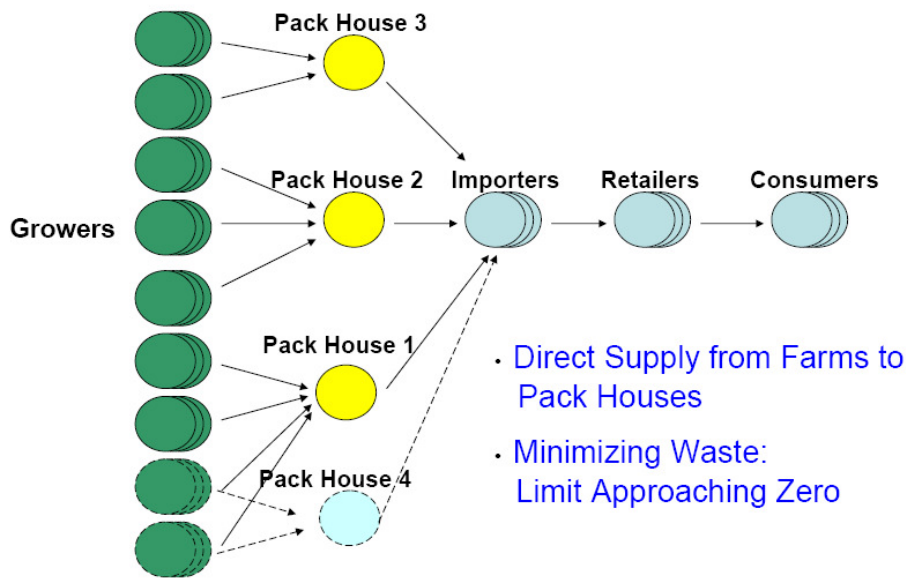 Pack House 3
Pack House 2
Importers
Retailers
Consumers
Growers
Pack House 1
• Direct Supply from Farms to
Pack Houses
Pack House 4
• Minimizing Waste:
Limit Approaching Zero